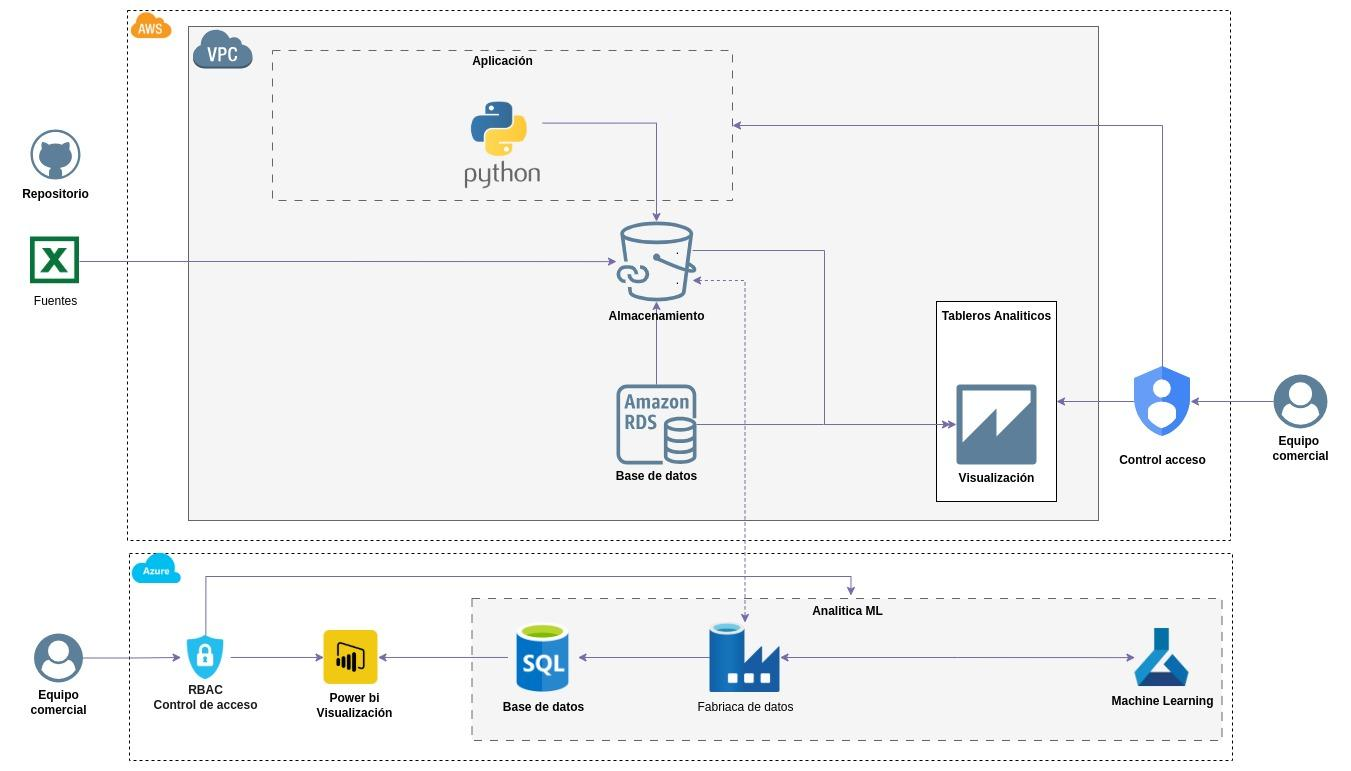 AWS
VPC
Aplicación
python
Repositorio
Fuentes
Almacenamiento
Tableros Analiticos
Amazon
RDS
Base de datos
Visualización
Control acceso
Equipo
comercial
Azure
Analitica ML
SQL
Equipo
comercial
RBAC
Control de acceso
Power bi
Visualización
Base de datos
Fabriaca de datos
Machine Learning